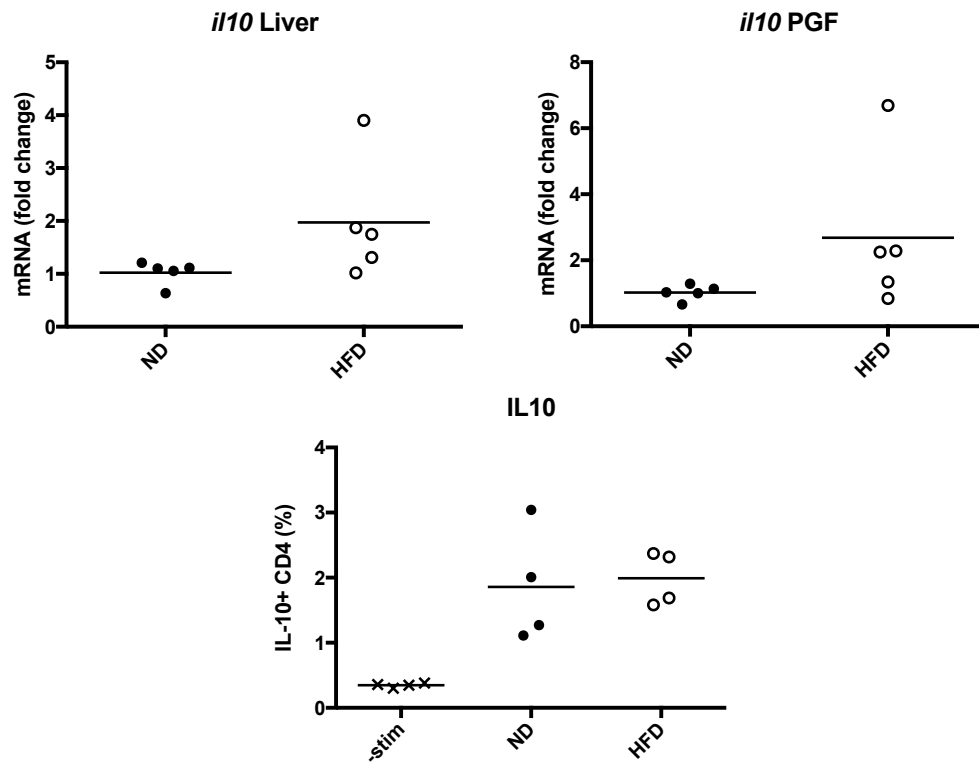 il10 Liver
mRNA (fold change)
5
4
3
2
1
0
ND
HFD
il10 PGF
mRNA (fold change)
8
6
4
2
0
ND
HFD
IL10
IL-10+ CD4 (%)
4
3
2
1
0
-stim
ND
HFD